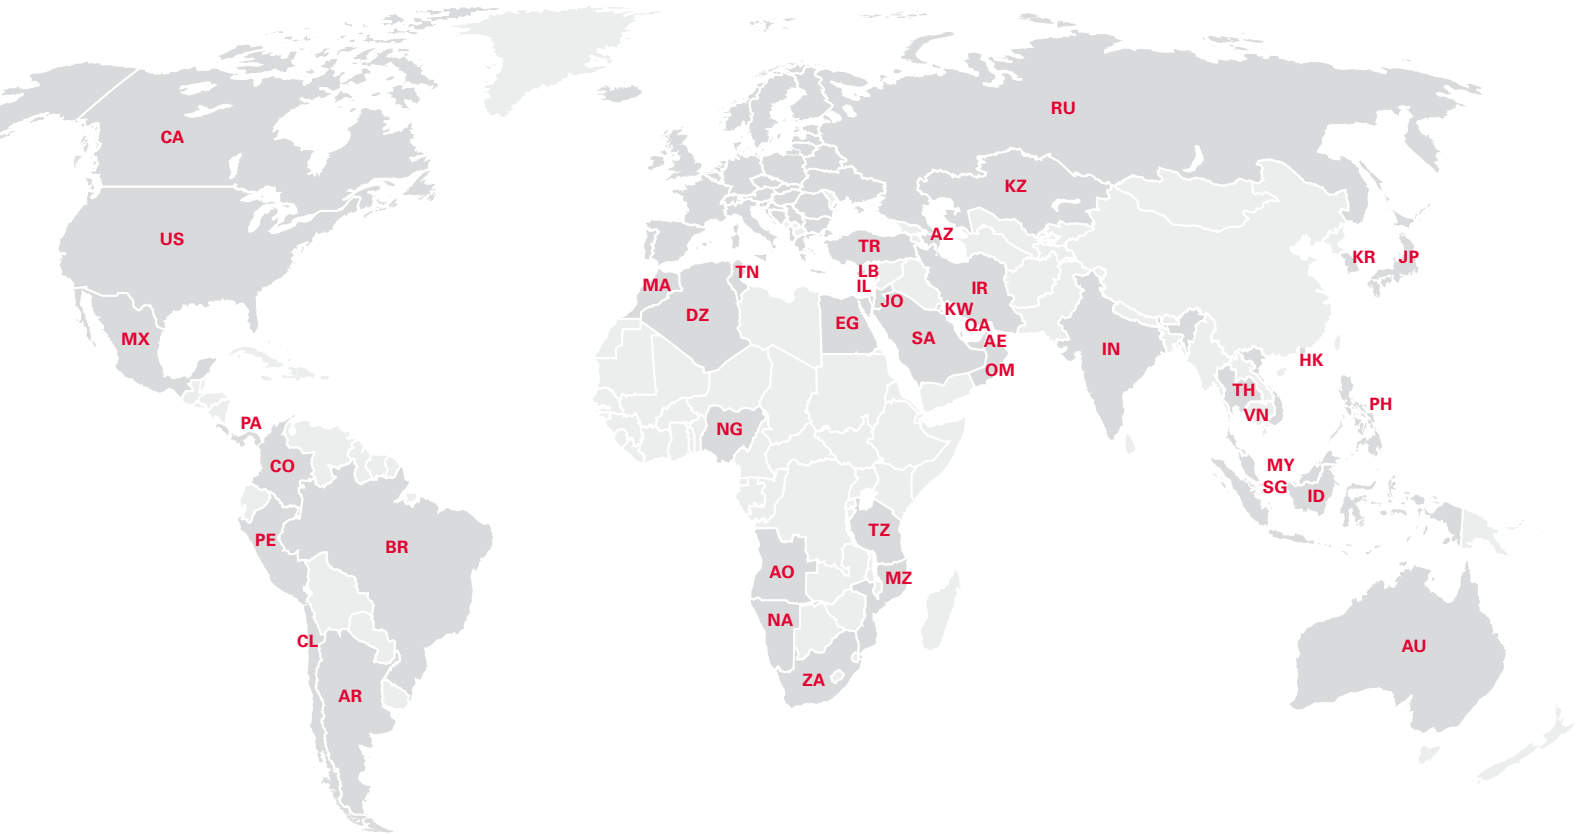 RU
CA
KZ
US
AZ
TR
KR
JP
LB
TN
MA
IL
IR
JO
KW
DZ
EG
QA
MX
SA
AE
IN
HK
OM
TH
PH
VN
PA
NG
CO
MY
SG
ID
TZ
PE
BR
AO
MZ
NA
CL
AU
ZA
AR